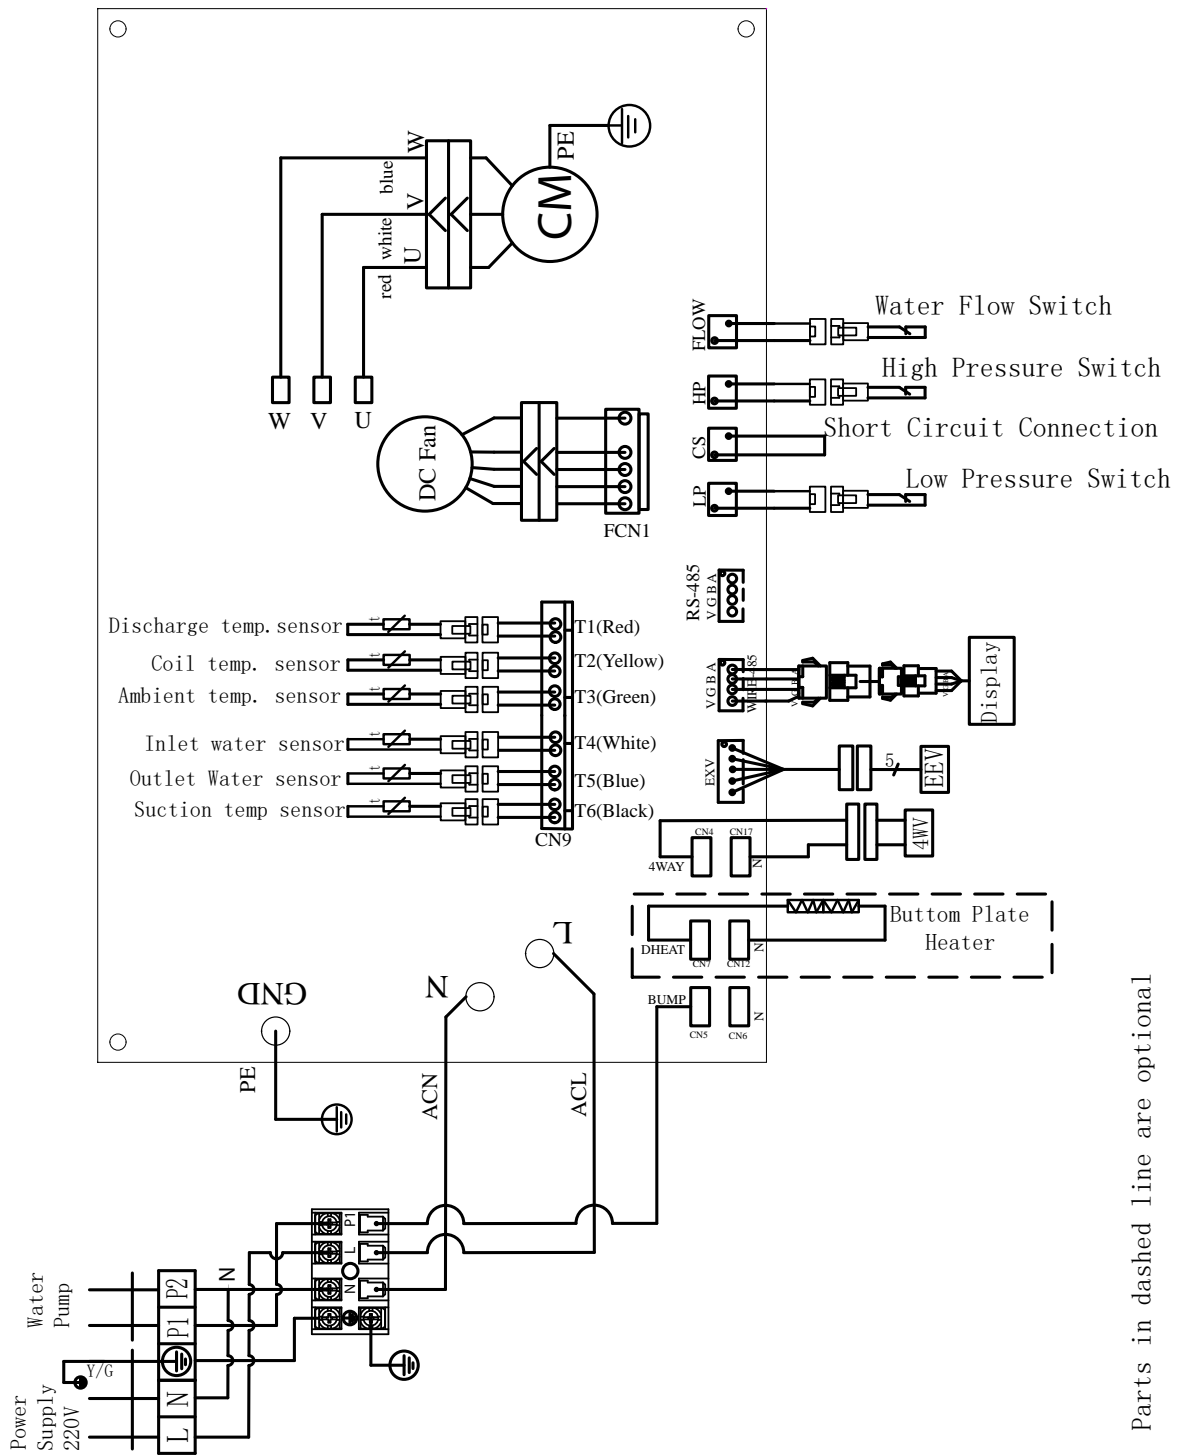 PE
W
blue
V
white
U
red
CM
W
V
U
DC Fan
FCN1
FLOW
Water Flow Switch
HP
High Pressure Switch
CS
Short Circuit Connection
LP
Low Pressure Switch
RS-485
V G B A
Discharge temp. sensor
t
T1(Red)
Coil temp. sensor
t
T2(Yellow)
Ambient temp. sensor
t
T3(Green)
Inlet water sensor
t
T4(White)
Outlet Water sensor
t
T5(Blue)
Suction temp sensor
t
T6(Black)
CN9
V G B A
WIRE-485
Display
EXV
5
EEV
4WAY
CN4
CN17
N
4WV
DHEAT
CN7
CN12
N
Buttom Plate
Heater
BUMP
CN5
CN6
N
L
N
GND
PE
ACN
ACL
P1
L
N
Water
Pump
P2
N
P1
Y/G
Power
Supply
220V
N
L
Parts in dashed line are optional